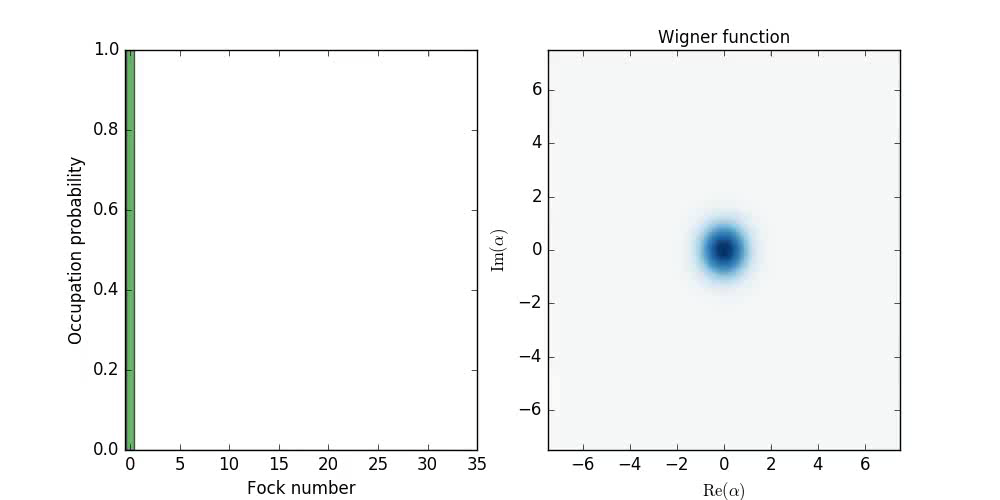 Wigner function
Occupation probability
1.0
0.8
0.6
0.4
0.2
0.0
0 5 10 15 20 25 30 35
Fock number
Im(α)
6
4
2
0
−2
−4
−6
−6 −4 −2 0 2 4 6
Re(α)